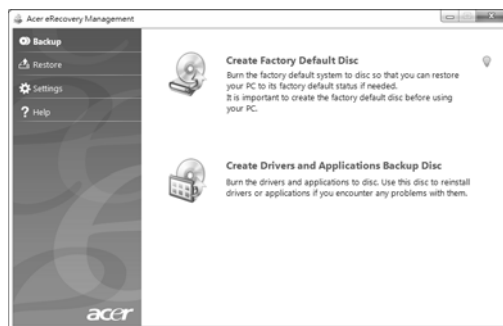 Acer eRecovery Management
Backup
Restore
Settings
? Help
Create Factory Default Disc
Burn the factory default system to disc so that you can restore
your PC to its factory default status if needed.
It is important to create the factory default disc before using
your PC.
Create Drivers and Applications Backup Disc
Burn the drivers and applications to disc. Use this disc to reinstall
drivers or applications if you encounter any problems with them.
acer